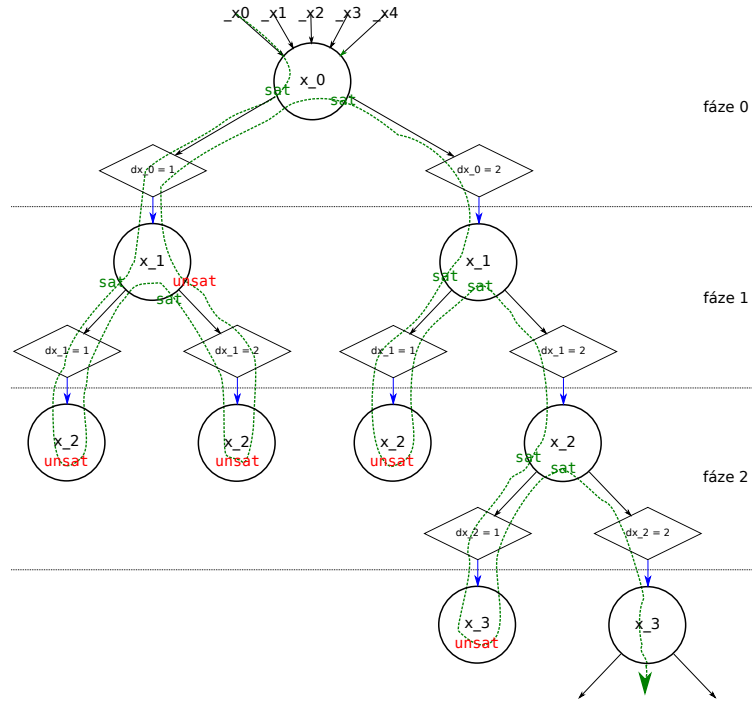 _x0 _x1 _x2 _x3 _x4
x_0
sat sat
fáze 0
dx_0 = 1 dx_0 = 2
x_1 x_1
sat unsat sat
sat sat
fáze 1
dx_1 = 1 dx_1 = 2 dx_1 = 1 dx_1 = 2
x_2 x_2 x_2 x_2
unsat unsat unsat sat
sat
fáze 2
dx_2 = 1 dx_2 = 2
x_3 x_3
unsat